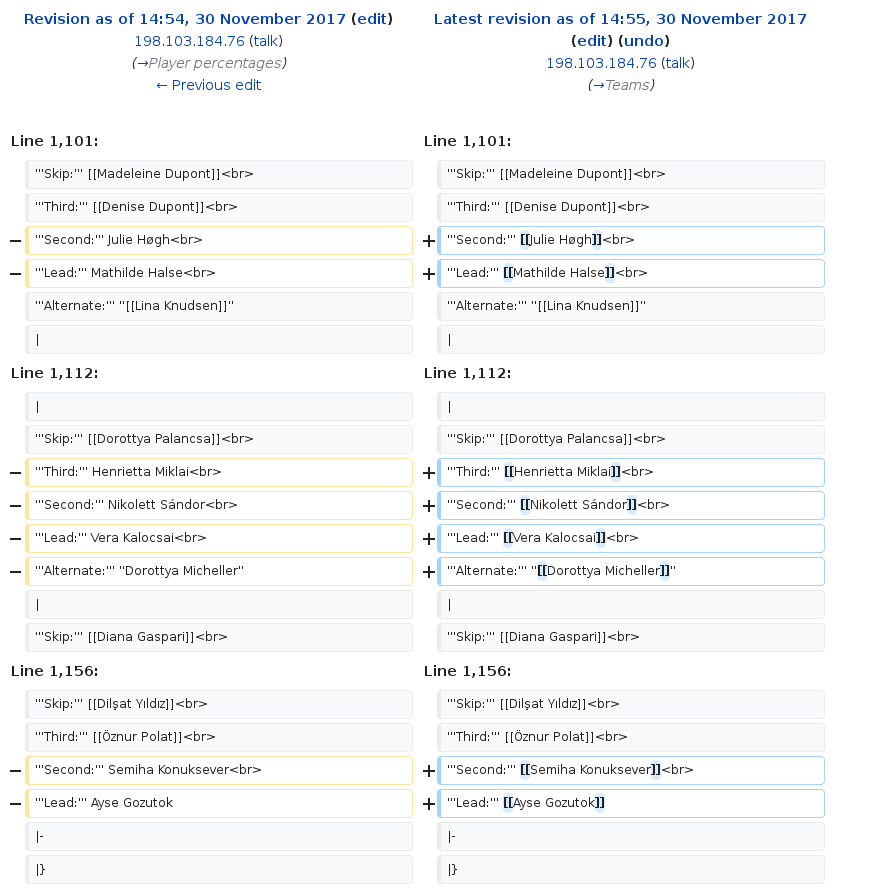 Revision as of 14:54, 30 November 2017 (edit)
198.103.184.76 (talk)
(→Player percentages)
← Previous edit
Latest revision as of 14:55, 30 November 2017
(edit) (undo)
198.103.184.76 (talk)
(→Teams)
Line 1,101:
Line 1,101:
'''Skip:''' [[Madeleine Dupont]]<br>
'''Skip:''' [[Madeleine Dupont]]<br>
'''Third:''' [[Denise Dupont]]<br>
'''Third:''' [[Denise Dupont]]<br>
− '''Second:''' Julie Høgh<br>
+ '''Second:''' [[Julie Høgh]]<br>
− '''Lead:''' Mathilde Halse<br>
+ '''Lead:''' [[Mathilde Halse]]<br>
'''Alternate:''' ''[[Lina Knudsen]]''
'''Alternate:''' ''[[Lina Knudsen]]''
|
|
Line 1,112:
Line 1,112:
|
|
'''Skip:''' [[Dorottya Palancsa]]<br>
'''Skip:''' [[Dorottya Palancsa]]<br>
− '''Third:''' Henrietta Miklai<br>
+ '''Third:''' [[Henrietta Miklai]]<br>
− '''Second:''' Nikolett Sándor<br>
+ '''Second:''' [[Nikolett Sándor]]<br>
− '''Lead:''' Vera Kalocsai<br>
+ '''Lead:''' [[Vera Kalocsai]]<br>
− '''Alternate:''' ''Dorottya Micheller''
+ '''Alternate:''' ''[[Dorottya Micheller]]''
|
|
'''Skip:''' [[Diana Gaspari]]<br>
'''Skip:''' [[Diana Gaspari]]<br>
Line 1,156:
Line 1,156:
'''Skip:''' [[Dilşat Yıldız]]<br>
'''Skip:''' [[Dilşat Yıldız]]<br>
'''Third:''' [[Öznur Polat]]<br>
'''Third:''' [[Öznur Polat]]<br>
− '''Second:''' Semiha Konuksever<br>
+ '''Second:''' [[Semiha Konuksever]]<br>
− '''Lead:''' Ayse Gozutok
+ '''Lead:''' [[Ayse Gozutok]]
|-
|-
|}
|}